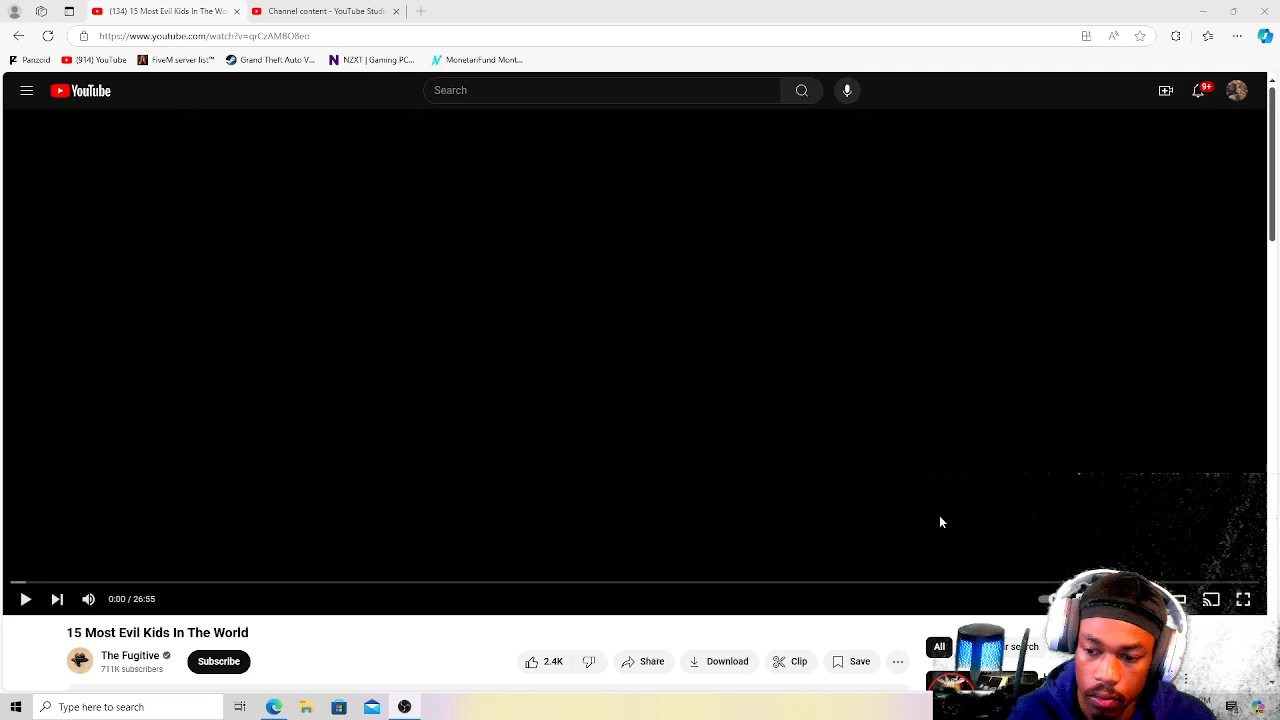 (134) 15 Most Evil Kids In The Wo
Channel content - YouTube Studio
https://www.youtube.com/watch?v=qrCzAM8O8eo
Panzoid
(914) YouTube
FiveM server list™
Grand Theft Auto V...
NZXT | Gaming PC...
MonetariFund Mont...
YouTube
Search
9+
0:00 / 26:55
15 Most Evil Kids In The World
The Fugitive
711K subscribers
Subscribe
2.4K
Share
Download
Clip
Save
All
Type here to search